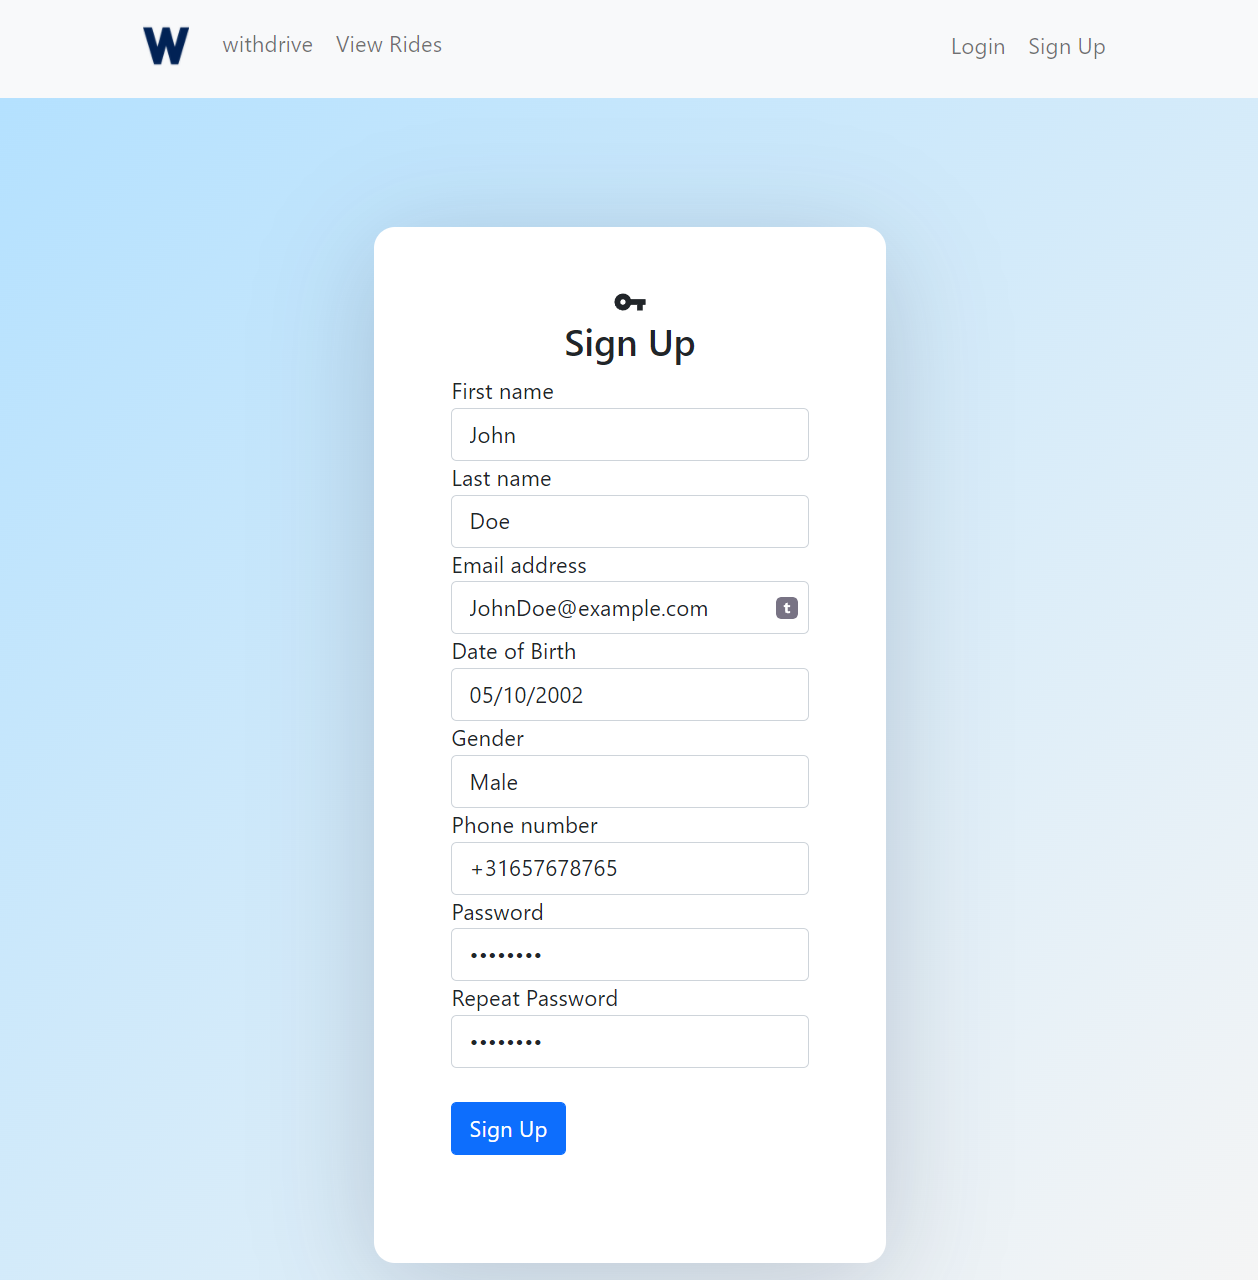 W withdrive View Rides Login Sign Up
Sign Up
First name
John
Last name
Doe
Email address
JohnDoe@example.com t
Date of Birth
05/10/2002
Gender
Male
Phone number
+31657678765
Password
••••••••
Repeat Password
••••••••
Sign Up